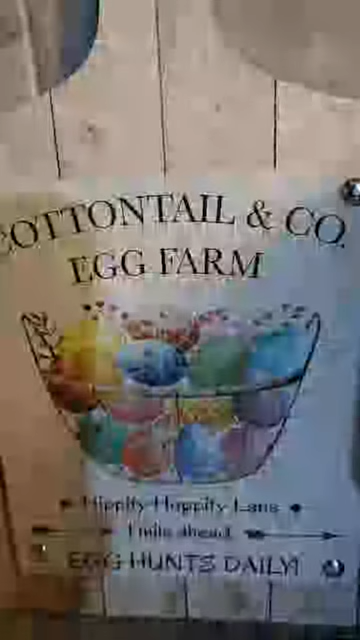 COTTONTAIL & CO.
EGG FARM
Hippity Hoppity Lane
1 mile ahead
EGG HUNTS DAILY!